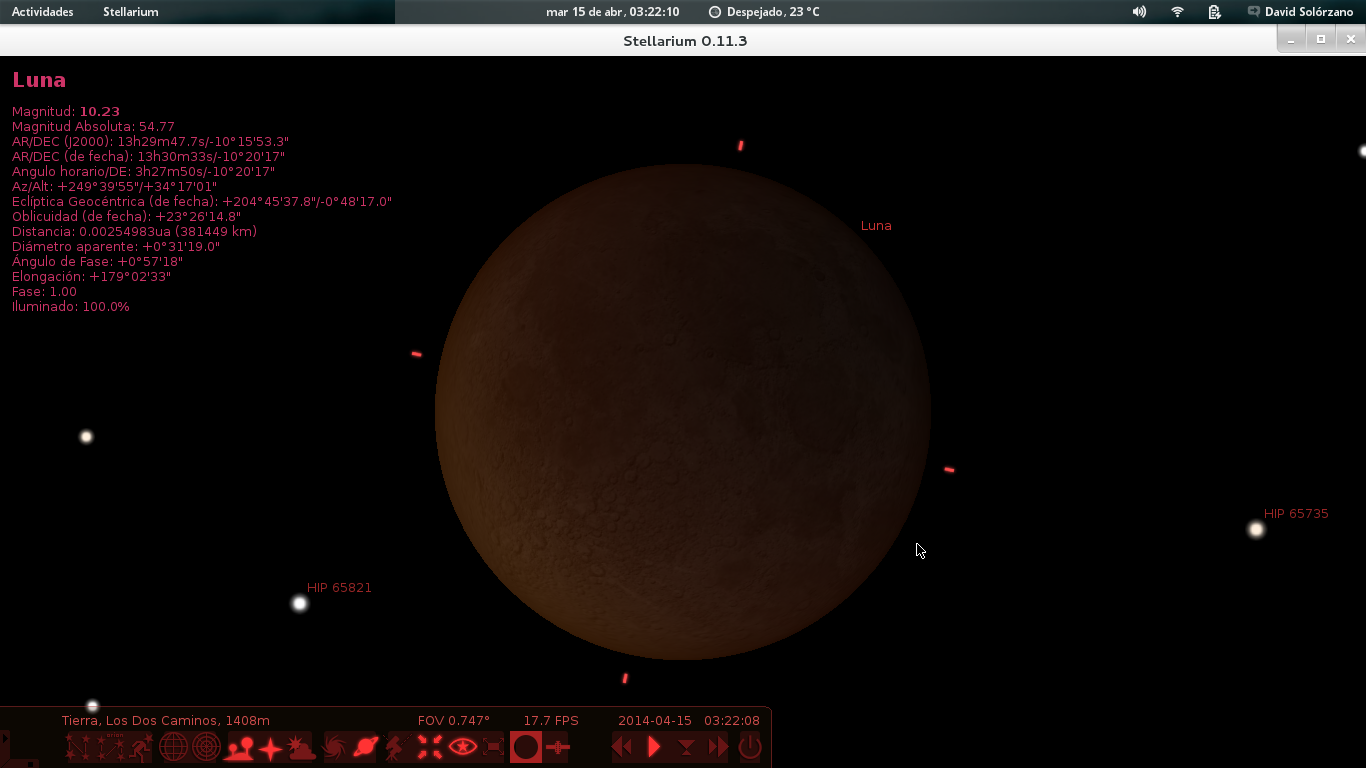 Actividades Stellarium mar 15 de abr, 03:22:10 Despejado, 23 °C David Solórzano
Stellarium 0.11.3
Luna
Magnitud: 10.23
Magnitud Absoluta: 54.77
AR/DEC (J2000): 13h29m47.7s/-10°15'53.3"
AR/DEC (de fecha): 13h30m33s/-10°20'17"
Angulo horario/DE: 3h27m50s/-10°20'17"
Az/Alt: +249°39'55"/+34°17'01"
Eclíptica Geocéntrica (de fecha): +204°45'37.8"/-0°48'17.0"
Oblicuidad (de fecha): +23°26'14.8"
Distancia: 0.00254983ua (381449 km)
Diámetro aparente: +0°31'19.0"
Ángulo de Fase: +0°57'18"
Elongación: +179°02'33"
Fase: 1.00
Iluminado: 100.0%
Luna
HIP 65735
HIP 65821
Tierra, Los Dos Caminos, 1408m FOV 0.747° 17.7 FPS 2014-04-15 03:22:08
orion